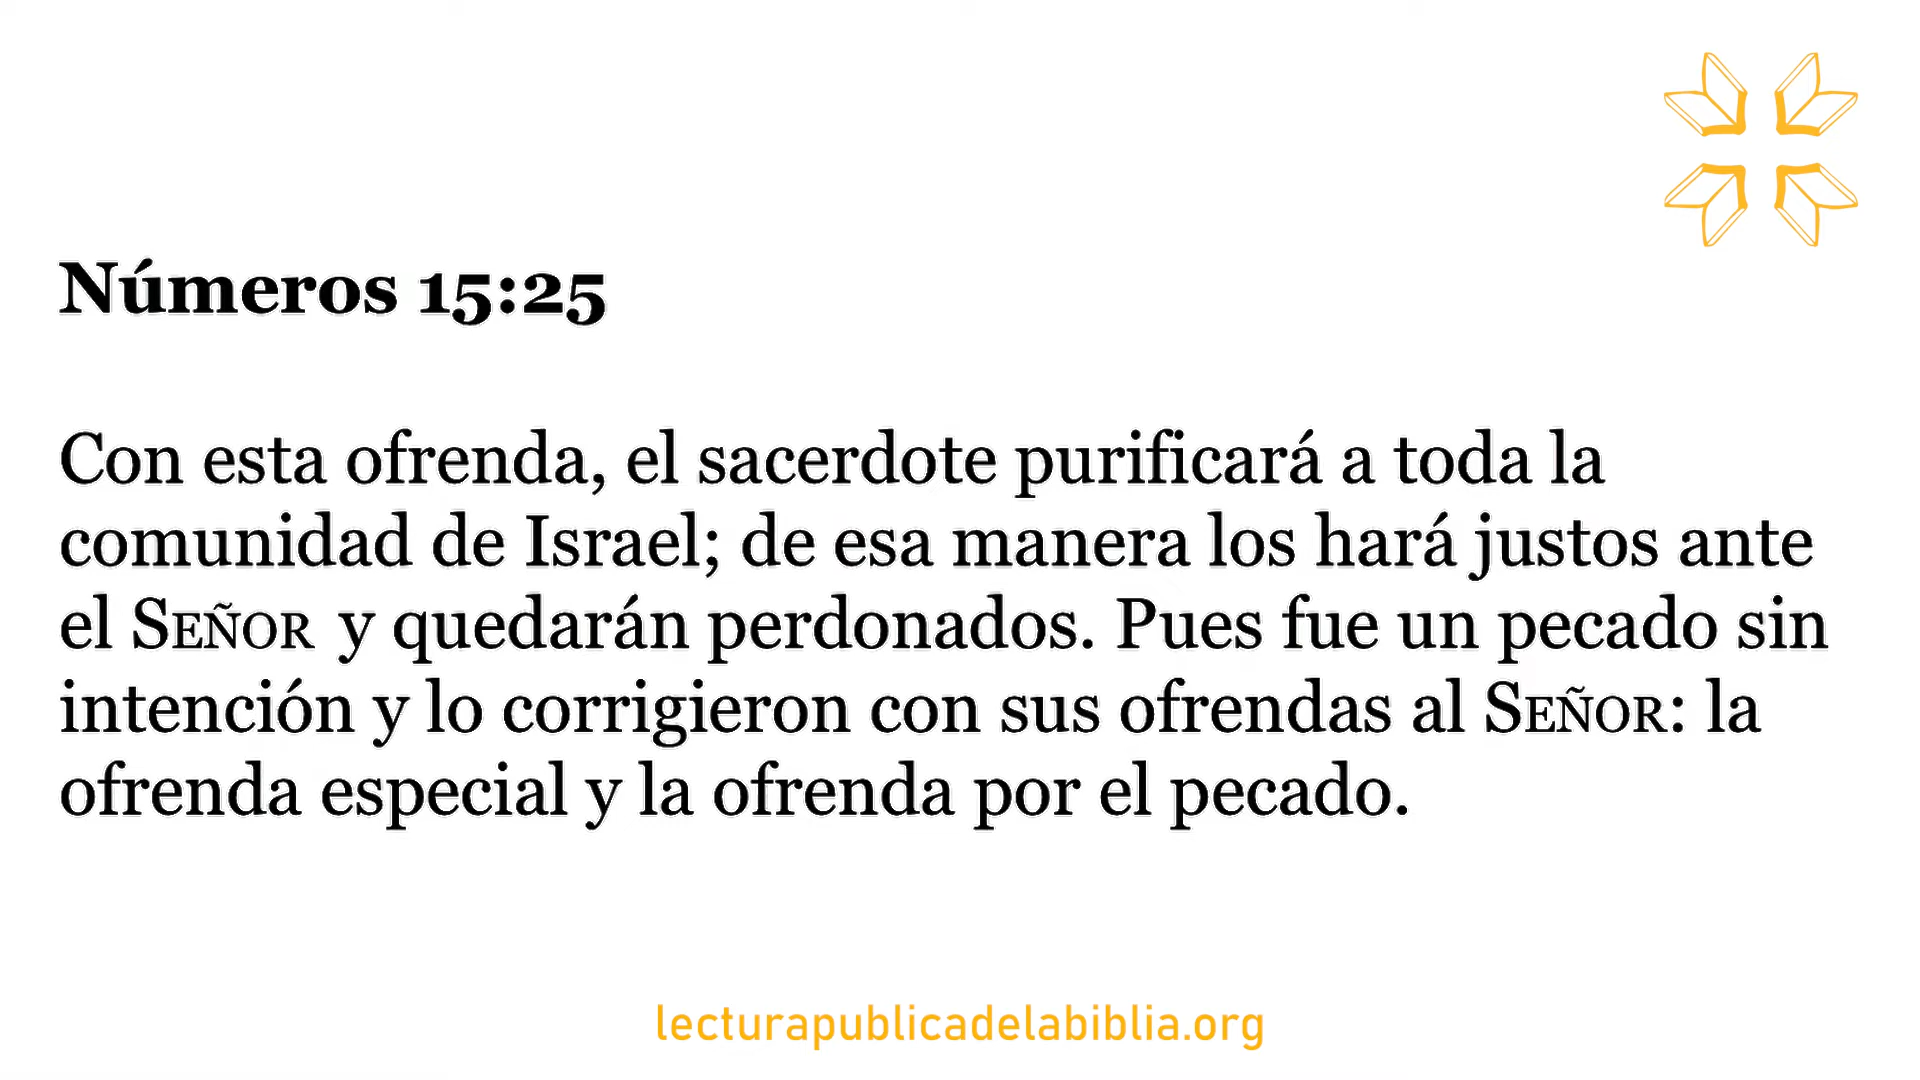 Números 15:25
Con esta ofrenda, el sacerdote purificará a toda la
comunidad de Israel; de esa manera los hará justos ante
el SEÑOR y quedarán perdonados. Pues fue un pecado sin
intención y lo corrigieron con sus ofrendas al SEÑOR: la
ofrenda especial y la ofrenda por el pecado.
lecturapublicadelabiblia.org